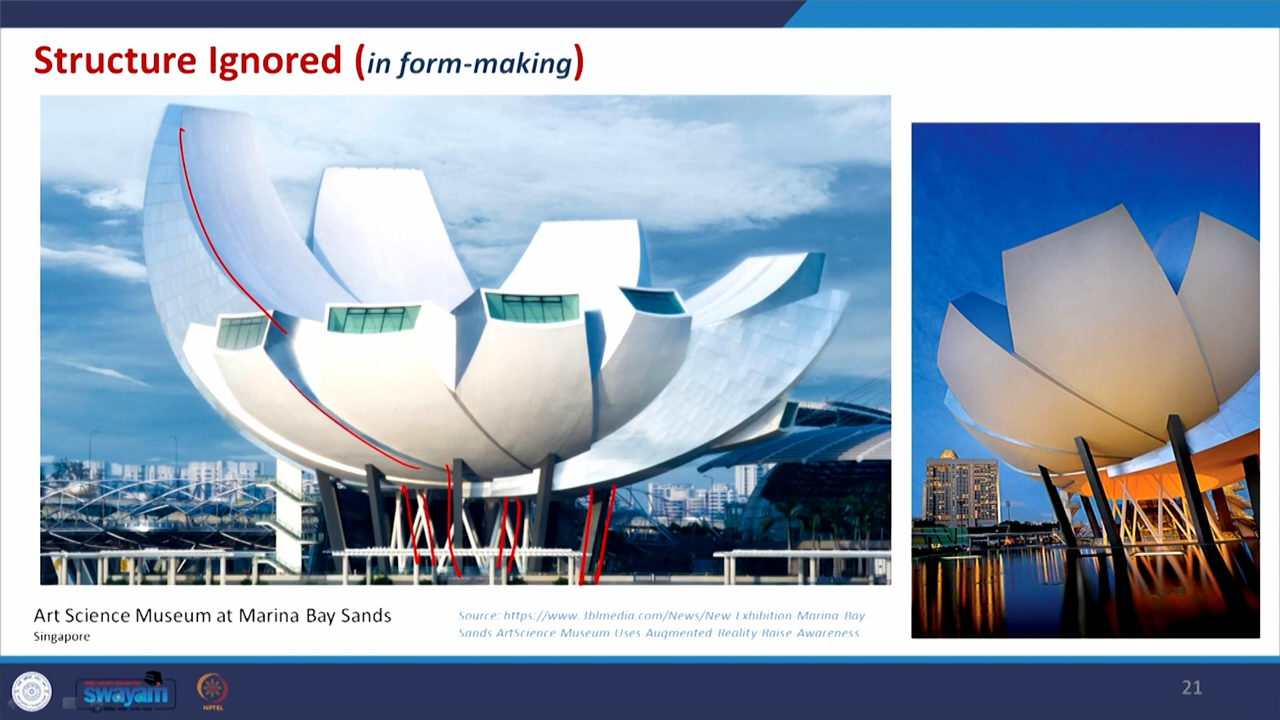 Structure Ignored (in form-making)
Art Science Museum at Marina Bay Sands
Singapore
Source: https://www.3blmedia.com/News/New-Exhibition-Marina-Bay
Sands-ArtScience-Museum-Uses-Augmented-Reality-Raise-Awareness
21
swayam
NPTEL